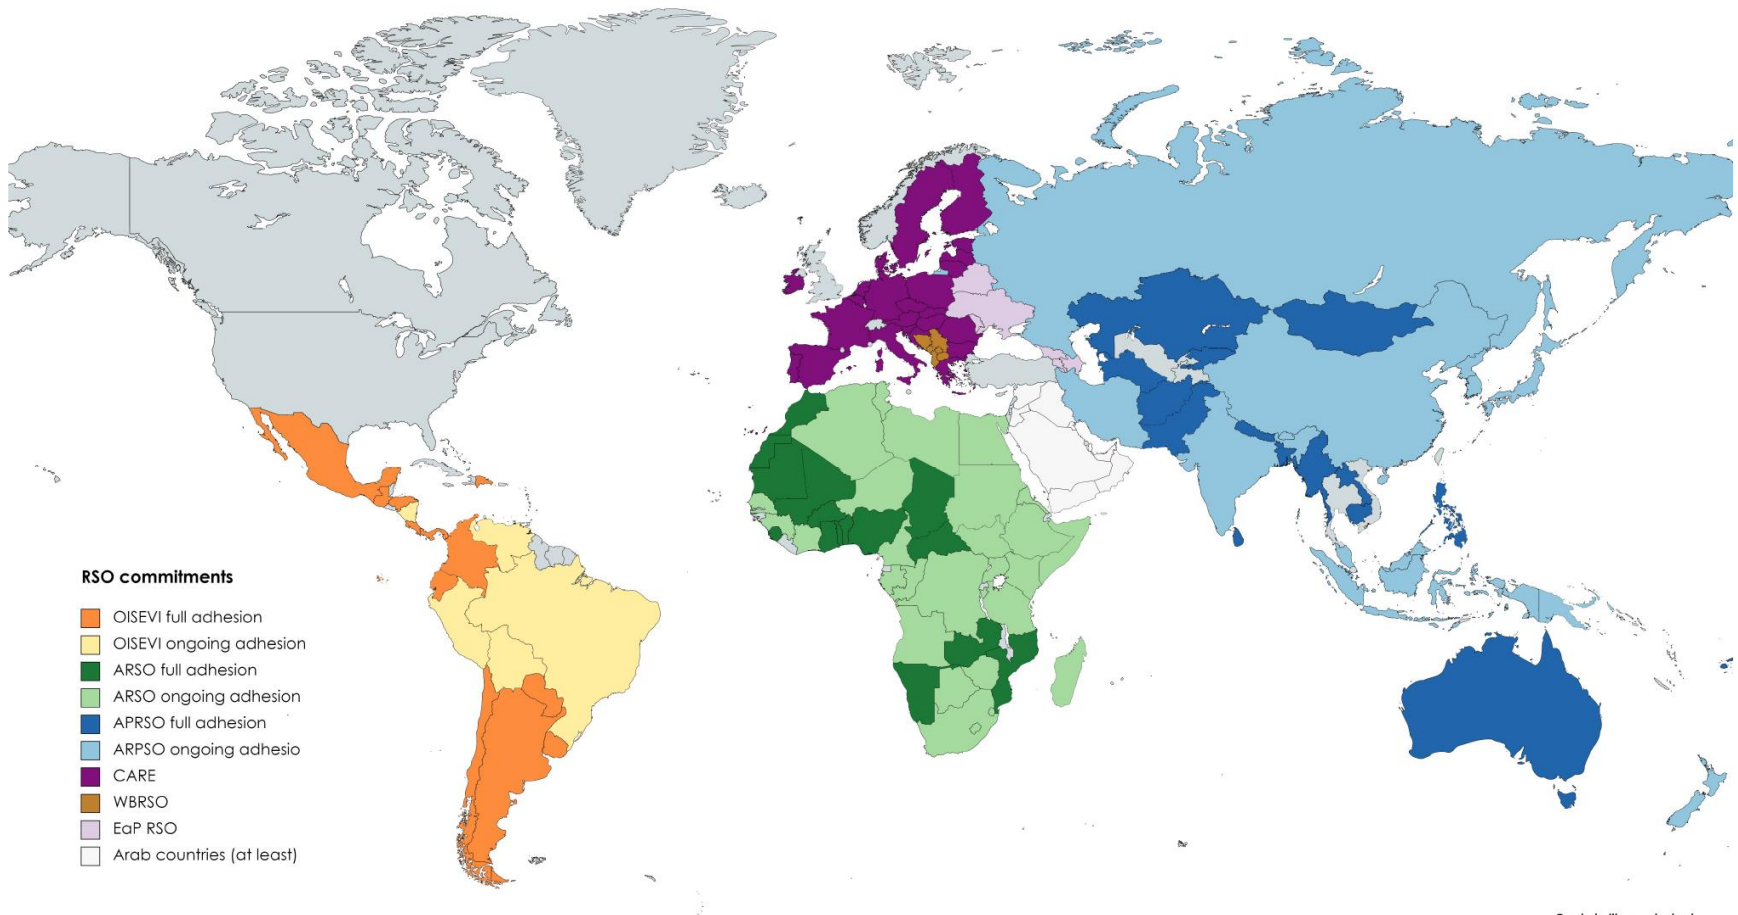 RSO commitments
OISEVI full adhesion
OISEVI ongoing adhesion
ARSO full adhesion
ARSO ongoing adhesion
APRSO full adhesion
ARPSO ongoing adhesio
CARE
WBRSO
EaP RSO
Arab countries (at least)